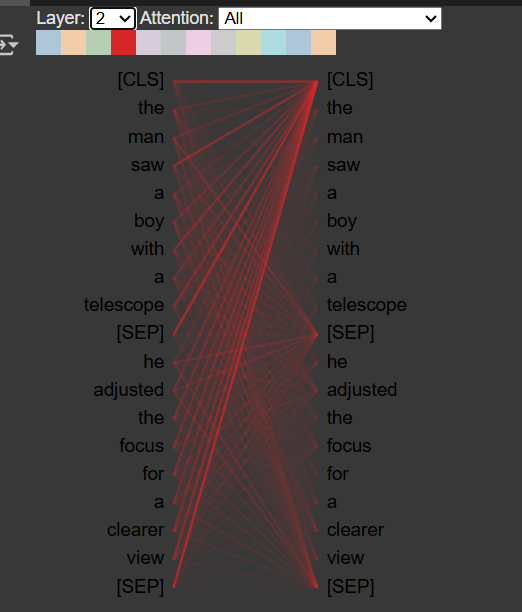 Layer: 2 Attention: All
[CLS] [CLS]
the the
man man
saw saw
a a
boy boy
with with
a a
telescope telescope
[SEP] [SEP]
he he
adjusted adjusted
the the
focus focus
for for
a a
clearer clearer
view view
[SEP] [SEP]